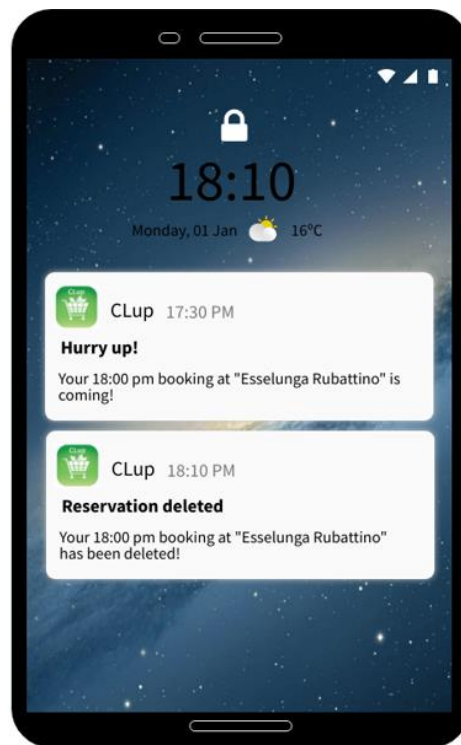 18:10
Monday, 01 Jan 16°C
CLup
CLup 17:30 PM
Hurry up!
Your 18:00 pm booking at "Esselunga Rubattino" is
coming!
CLup
CLup 18:10 PM
Reservation deleted
Your 18:00 pm booking at "Esselunga Rubattino"
has been deleted!